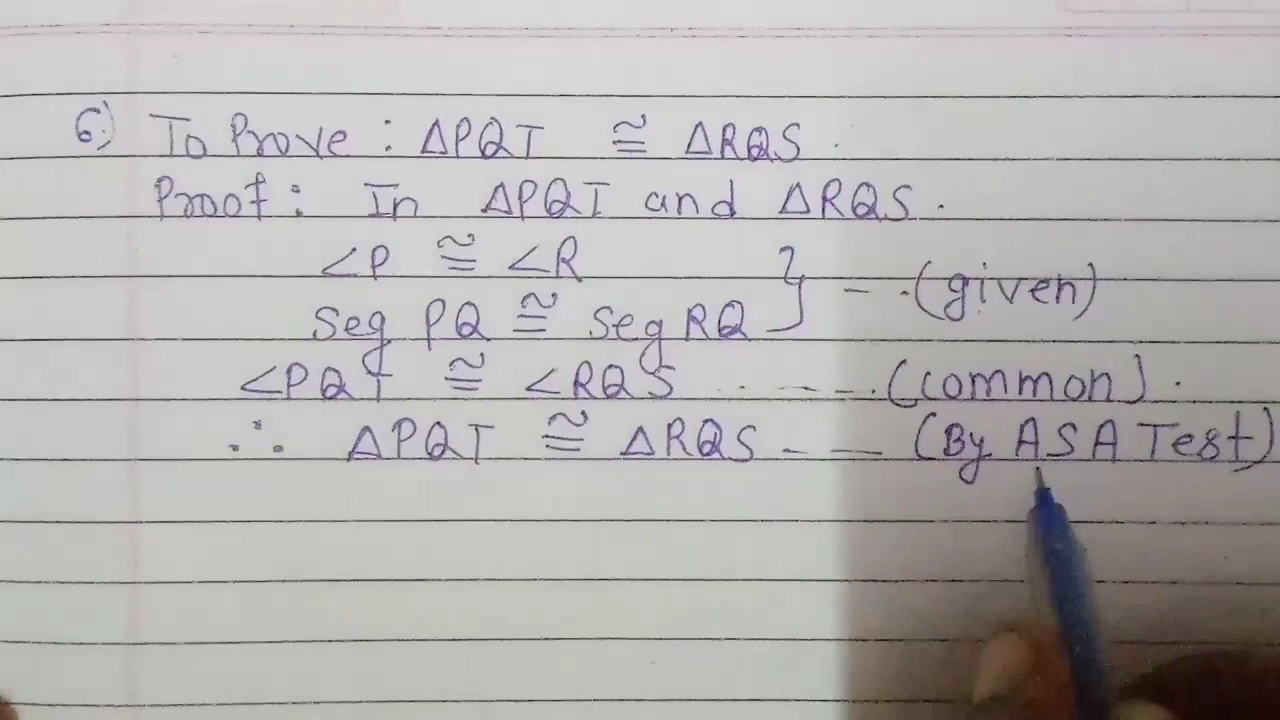 6) To Prove : ΔPQT ≅ ΔRQS.
Proof : In ΔPQT and ΔRQS.
∠P ≅ ∠R
seg PQ ≅ seg RQ } - . (given)
∠PQT ≅ ∠RQS . . - - - . (common).
∴ ΔPQT ≅ ΔRQS - — (By ASA Test)